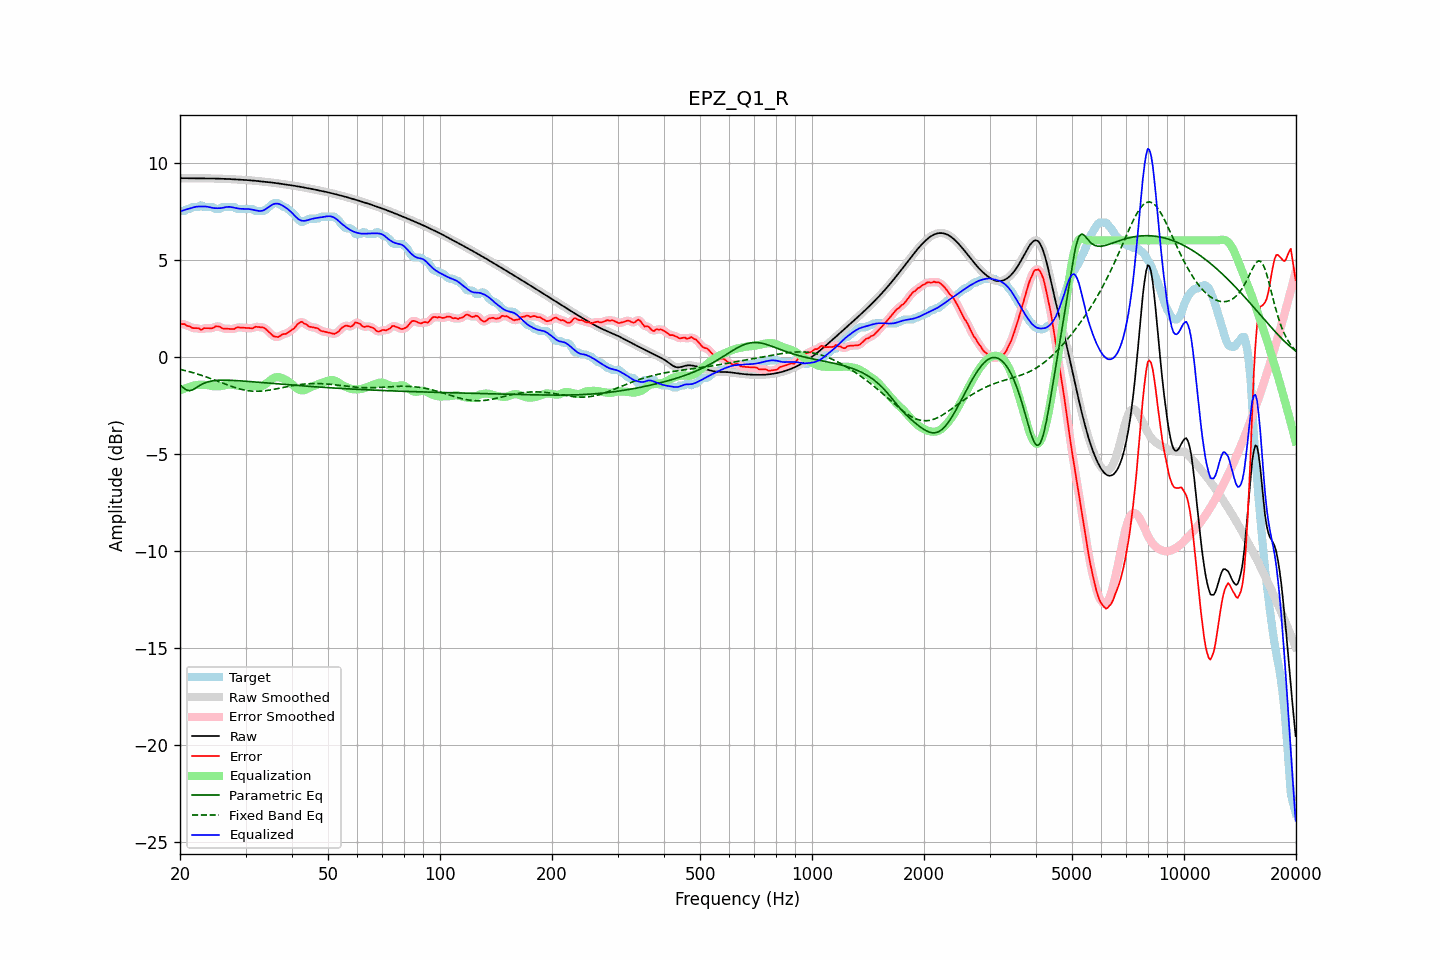 EPZ_Q1_R
10
5
0
−5
−10
−15
−20
−25
Amplitude (dBr)
Target
Raw Smoothed
Error Smoothed
Raw
Error
Equalization
Parametric Eq
Fixed Band Eq
Equalized
20 50 100 200 500 1000 2000 5000 10000 20000
Frequency (Hz)